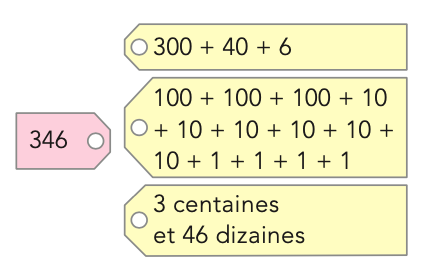 300 + 40 + 6
346
100 + 100 + 100 + 10
+ 10 + 10 + 10 + 10 +
10 + 1 + 1 + 1 + 1
3 centaines
et 46 dizaines